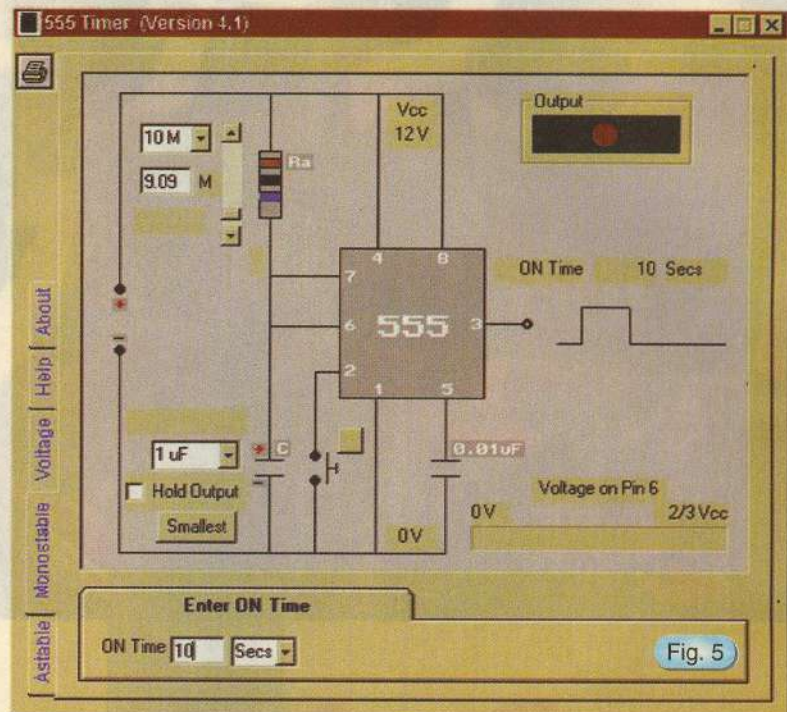 555 Timer (Version 4.1)
Vcc
12V
Output
10 M
9.09 M
Ra
4 8
7
6 555 3
2
1 5
ON Time 10 Secs
+
-
1 uF
+ C
-
Hold Output
Smallest
0.01uF
0V
Voltage on Pin 6
0V 2/3 Vcc
About
Help
Voltage
Monostable
Astable
Enter ON Time
ON Time 10 Secs
Fig. 5